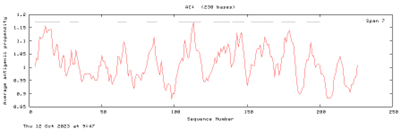 (230 bases)
Span 7
Average antigenic propensity
1.2
1.15
1.1
1.05
1
0.95
0.9
0.85
0 50 100 150 200 250
Sequence Number
Thu 12 Oct 2023 at 9:47